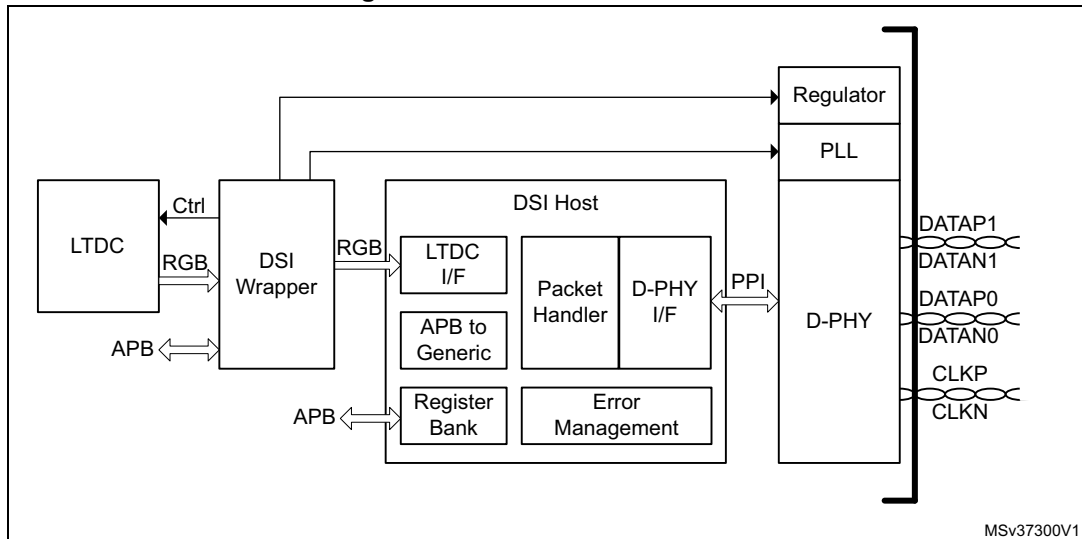 Regulator
PLL
DSI Host
Ctrl
LTDC
RGB
DSI
Wrapper
RGB
LTDC
I/F
Packet
Handler
D-PHY
I/F
PPI
D-PHY
DATAP1
DATAN1
DATAP0
DATAN0
APB
APB to
Generic
APB
Register
Bank
Error
Management
CLKP
CLKN
MSv37300V1